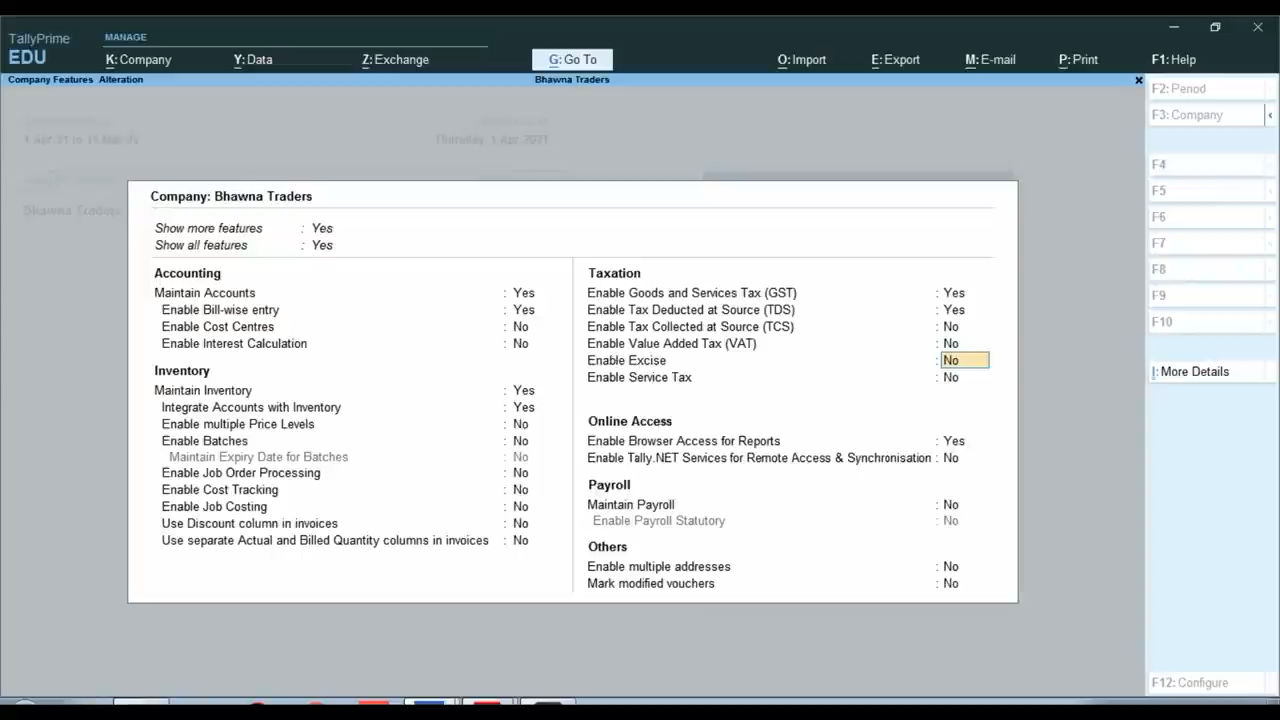 TallyPrime
EDU
MANAGE
K: Company
Y: Data
Z: Exchange
G: Go To
O: Import
E: Export
M: E-mail
P: Print
F1: Help
Company Features Alteration
Bhawna Traders
x
F2: Period
F3: Company
F4
F5
F6
F7
F8
F9
F10
I: More Details
F12: Configure
Thursday, 1 Apr, 2021
Bhawna Traders
Company: Bhawna Traders
Show more features : Yes
Show all features : Yes
Accounting
Maintain Accounts : Yes
Enable Bill-wise entry : Yes
Enable Cost Centres : No
Enable Interest Calculation : No
Inventory
Maintain Inventory : Yes
Integrate Accounts with Inventory : Yes
Enable multiple Price Levels : No
Enable Batches : No
Maintain Expiry Date for Batches : No
Enable Job Order Processing : No
Enable Cost Tracking : No
Enable Job Costing : No
Use Discount column in invoices : No
Use separate Actual and Billed Quantity columns in invoices : No
Taxation
Enable Goods and Services Tax (GST) : Yes
Enable Tax Deducted at Source (TDS) : Yes
Enable Tax Collected at Source (TCS) : No
Enable Value Added Tax (VAT) : No
Enable Excise : No
Enable Service Tax : No
Online Access
Enable Browser Access for Reports : Yes
Enable Tally.NET Services for Remote Access & Synchronisation : No
Payroll
Maintain Payroll : No
Enable Payroll Statutory : No
Others
Enable multiple addresses : No
Mark modified vouchers : No